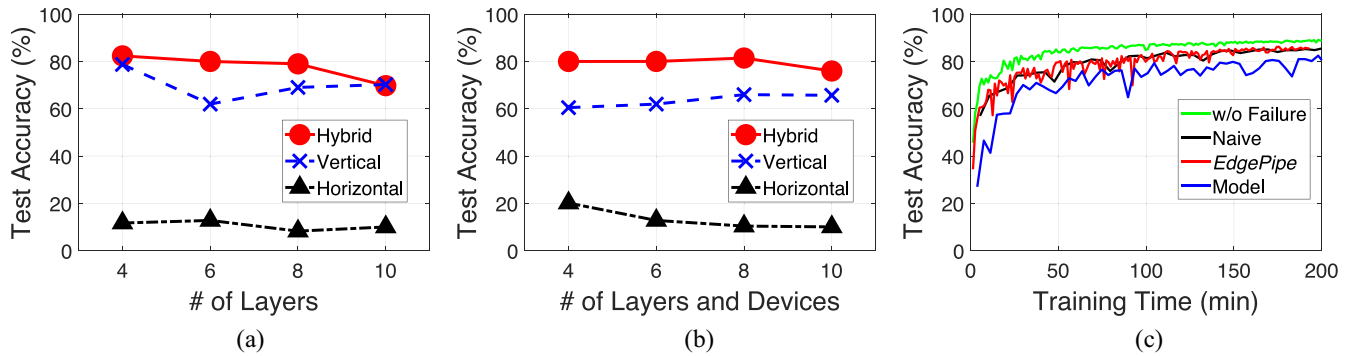 Test Accuracy (%)
100
80
60
40
20
0
4
6
8
10
# of Layers
Hybrid
Vertical
Horizontal
(a)
Test Accuracy (%)
100
80
60
40
20
0
4
6
8
10
# of Layers and Devices
Hybrid
Vertical
Horizontal
(b)
Test Accuracy (%)
100
80
60
40
20
0
0
50
100
150
200
Training Time (min)
w/o Failure
Naive
EdgePipe
Model
(c)